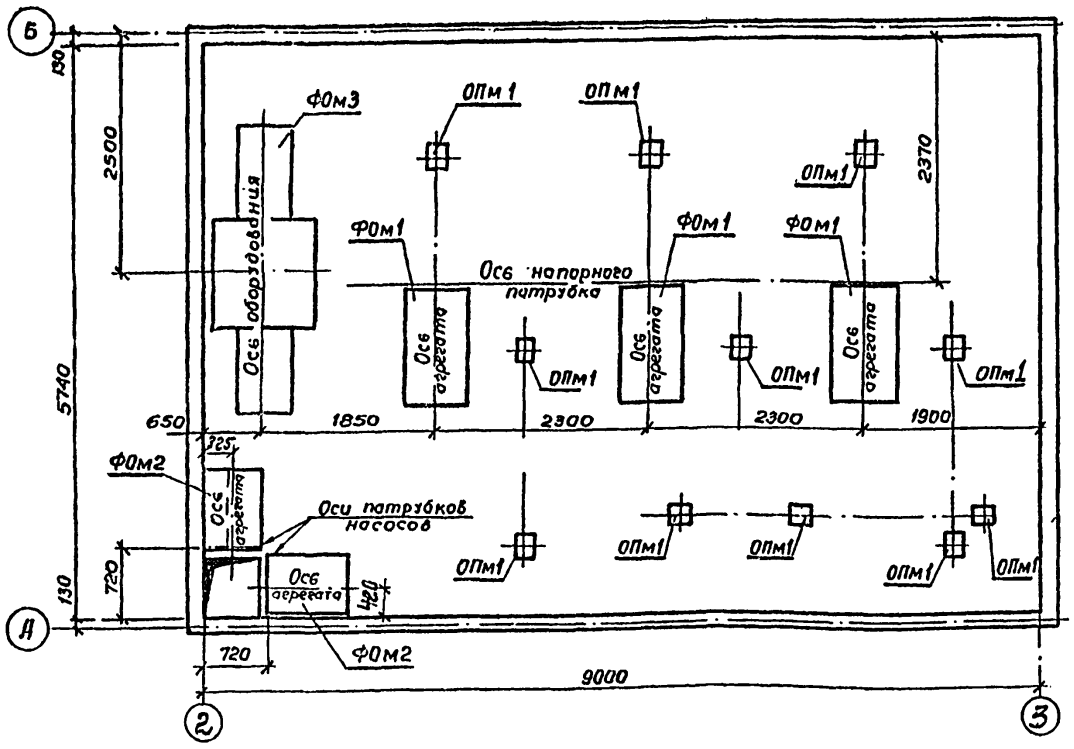 Б
130
ФОм3
ОПм1
ОПм1
2500
2370
ОПм1
Ось оборудования
ФОм1
ФОм1
ФОм1
Ось напорного
патрубка
Ось
агрегата
Ось
агрегата
Ось
агрегата
ОПм1
ОПм1
ОПм1
5740
650
1850
2300
2300
1900
325
ФОм2
Ось
агрегата
Оси патрубков
насосов
ОПм1
ОПм1
ОПм1
ОПм1
ОПм1
720
130
Ось
агрегата
420
А
720
ФОм2
9000
2
3